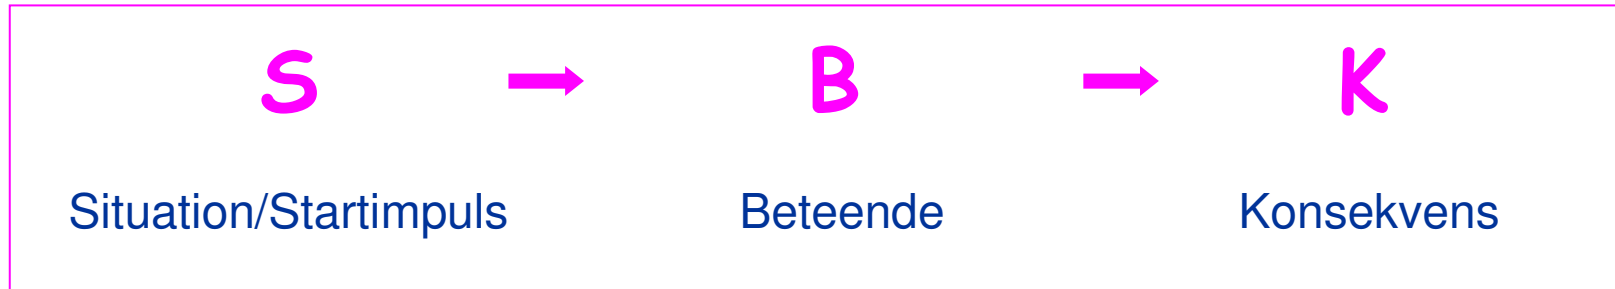 S → B → K
Situation/Startimpuls Beteende Konsekvens